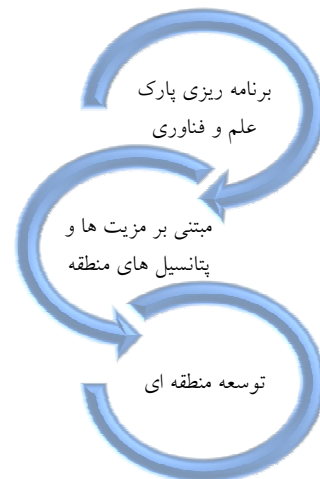 برنامه ریزی پارک
علم و فناوری
مبتنی بر مزیت ها و
پتانسیل های منطقه
توسعه منطقه ای